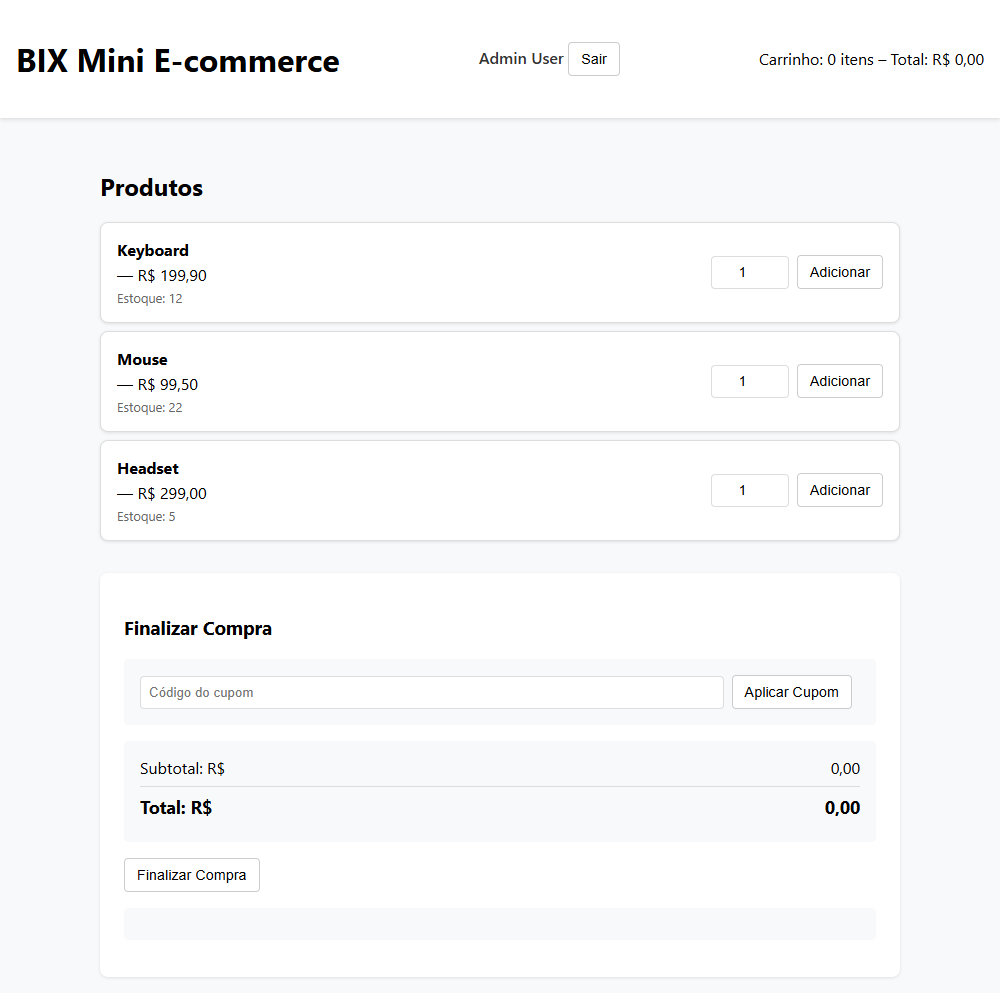 BIX Mini E-commerce
Admin User Sair
Carrinho: 0 itens – Total: R$ 0,00
Produtos
Keyboard
— R$ 199,90
Estoque: 12
1 Adicionar
Mouse
— R$ 99,50
Estoque: 22
1 Adicionar
Headset
— R$ 299,00
Estoque: 5
1 Adicionar
Finalizar Compra
Código do cupom Aplicar Cupom
Subtotal: R$ 0,00
Total: R$ 0,00
Finalizar Compra